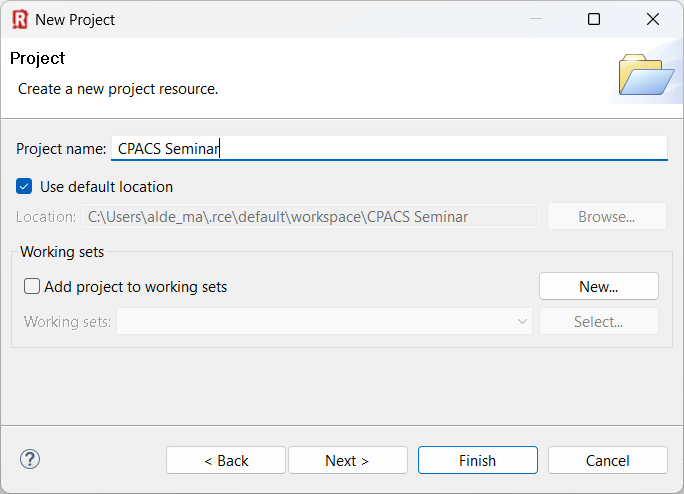 New Project
Project
Create a new project resource.
Project name: CPACS Seminar
Use default location
Location: C:\Users\alde_ma\.rce\default\workspace\CPACS Seminar Browse...
Working sets
Add project to working sets New...
Working sets: Select...
? < Back Next > Finish Cancel